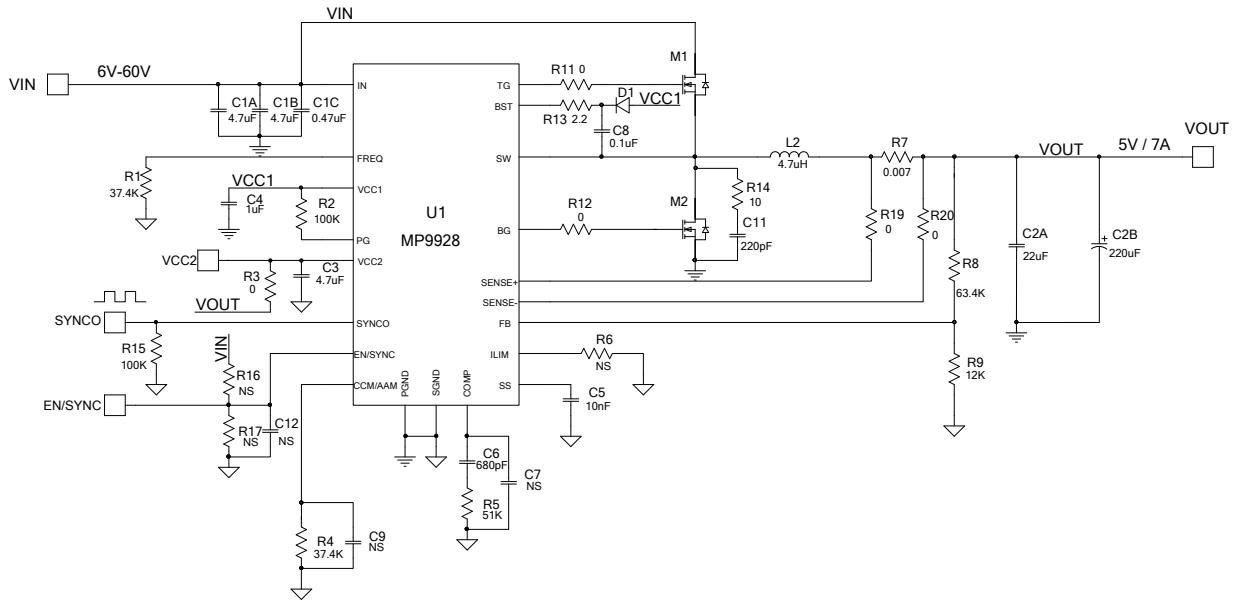 VIN
VIN
6V-60V
C1A
4.7uF
C1B
4.7uF
C1C
0.47uF
IN
TG
R11 0
M1
BST
R13 2.2
D1
VCC1
C8
0.1uF
FREQ
R1
37.4K
SW
L2
4.7uH
R7
0.007
VOUT
5V / 7A
VOUT
VCC1
VCC1
C4
1uF
R2
100K
U1
MP9928
R14
10
C11
220pF
R12
0
M2
BG
PG
R19
0
R20
0
C2A
22uF
C2B
220uF
VCC2
VCC2
R3
0
C3
4.7uF
VOUT
R8
63.4K
SENSE+
SENSE-
SYNCO
SYNCO
FB
R15
100K
VIN
R16
NS
EN/SYNC
ILIM
R6
NS
R9
12K
CCM/AAM
PGND
SGND
COMP
SS
C5
10nF
EN/SYNC
R17
NS
C12
NS
C6
680pF
C7
NS
R5
51K
R4
37.4K
C9
NS